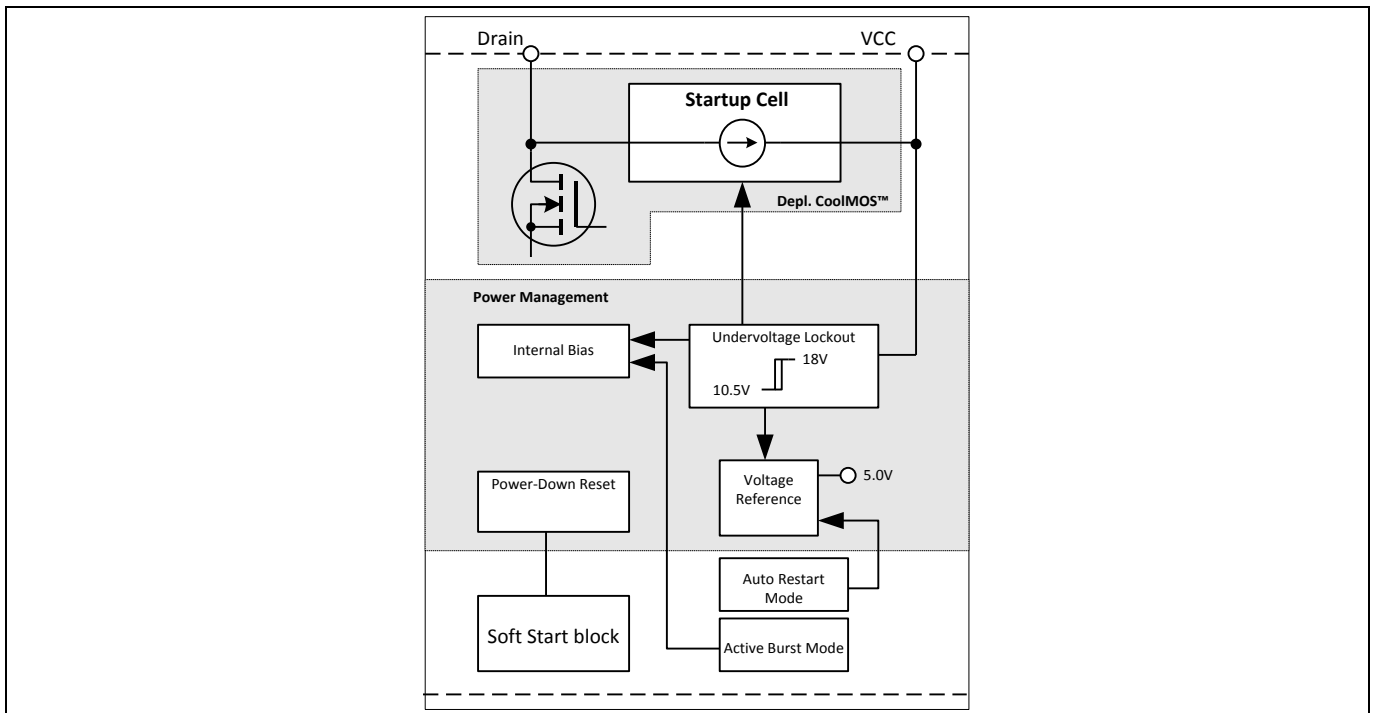 Drain
VCC
Startup Cell
Depl. CoolMOS™
Power Management
Internal Bias
Undervoltage Lockout
18V
10.5V
Power-Down Reset
Voltage
Reference
5.0V
Auto Restart
Mode
Soft Start block
Active Burst Mode